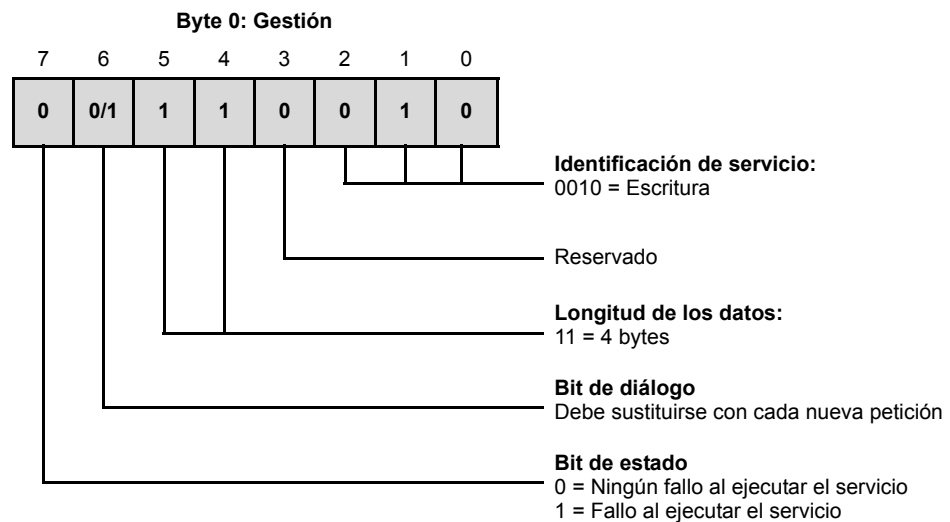 Byte 0: Gestión
7 6 5 4 3 2 1 0
0 0/1 1 1 0 0 1 0
Identificación de servicio:
0010 = Escritura
Reservado
Longitud de los datos:
11 = 4 bytes
Bit de diálogo
Debe sustituirse con cada nueva petición
Bit de estado
0 = Ningún fallo al ejecutar el servicio
1 = Fallo al ejecutar el servicio